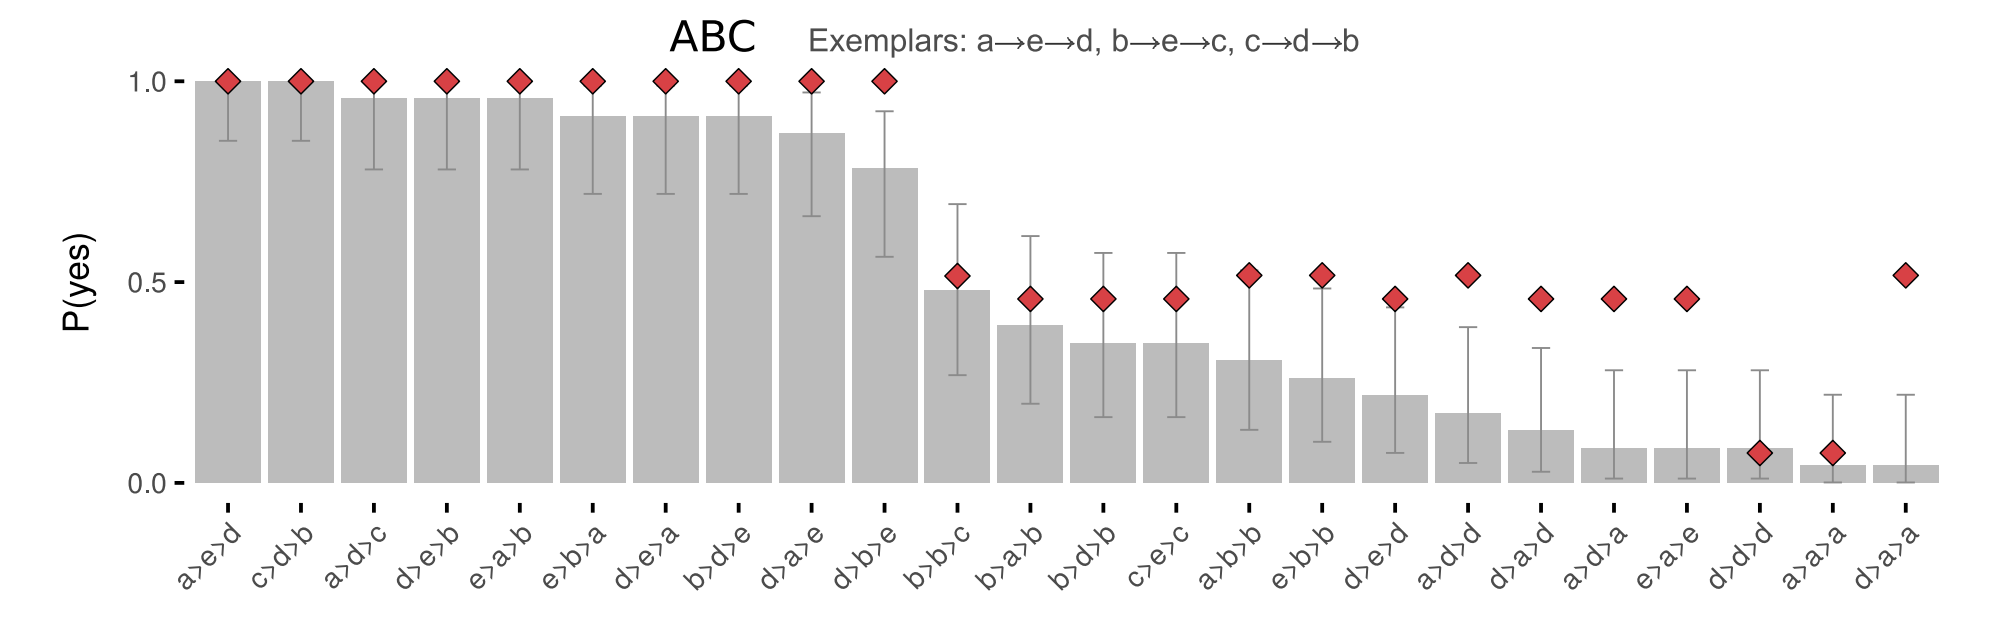 ABC Exemplars: a→e→d, b→e→c, c→d→b
P(yes)
1.0
0.5
0.0
a>e>d c>d>b a>d>c d>e>b e>a>b e>b>a d>e>a b>d>e d>a>e d>b>e b>b>c b>a>b b>d>b c>e>c a>b>b e>b>b d>e>d a>d>d d>a>d a>d>a e>a>e d>d>d a>a>a d>a>a